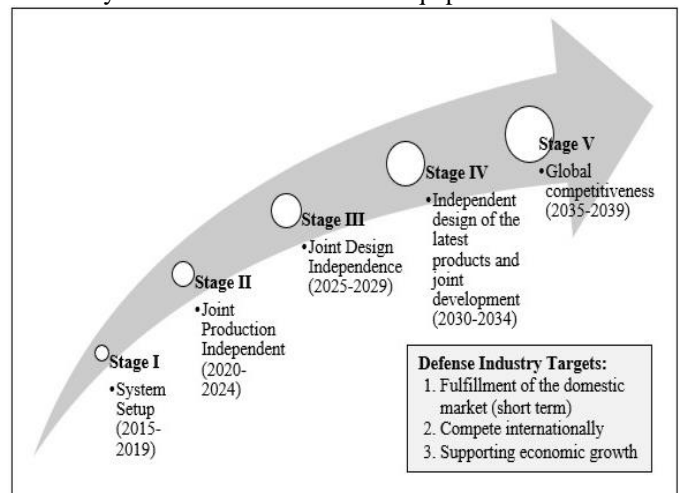 Stage I
•System
Setup
(2015-
2019)
Stage II
•Joint
Production
Independent
(2020-
2024)
Stage III
•Joint Design
Independence
(2025-2029)
Stage IV
•Independent
design of the
latest
products and
joint
development
(2030-2034)
Stage V
•Global
competitiveness
(2035-2039)
Defense Industry Targets:
1. Fulfillment of the domestic
market (short term)
2. Compete internationally
3. Supporting economic growth